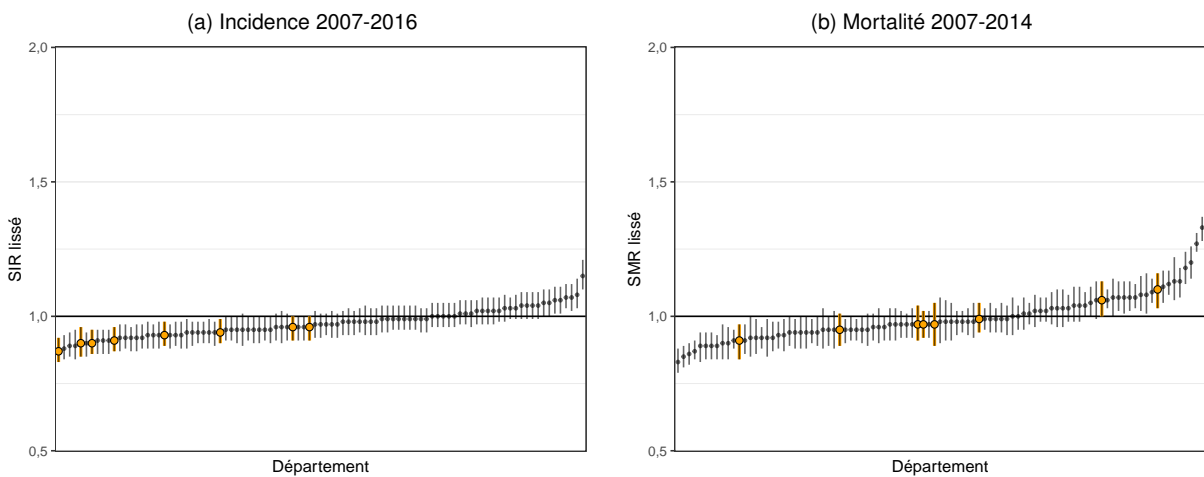 (a) Incidence 2007-2016
2,0
1,5
1,0
0,5
SIR lissé
Département
(b) Mortalité 2007-2014
2,0
1,5
1,0
0,5
SMR lissé
Département